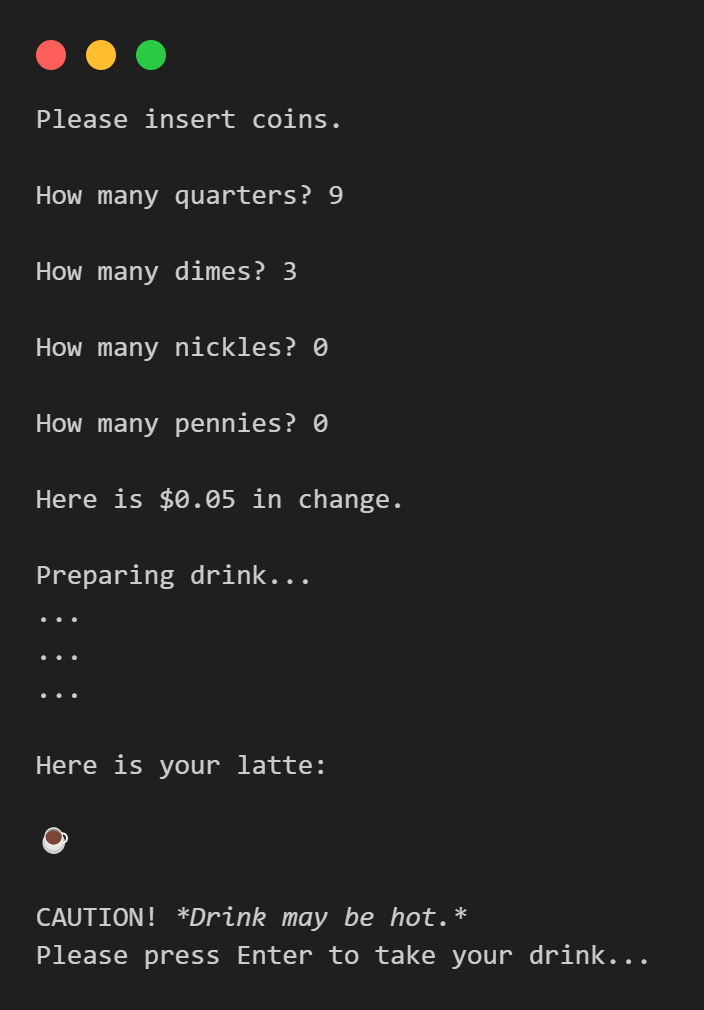 Please insert coins.
How many quarters? 9
How many dimes? 3
How many nickles? 0
How many pennies? 0
Here is $0.05 in change.
Preparing drink...
...
...
...
Here is your latte:
☕
CAUTION! *Drink may be hot.*
Please press Enter to take your drink...